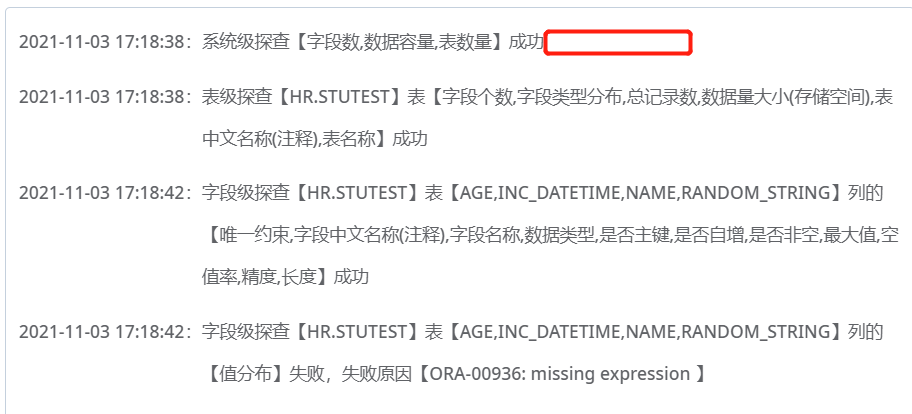 2021-11-03 17:18:38：系统级探查【字段数,数据容量,表数量】成功
2021-11-03 17:18:38：表级探查【HR.STUTEST】表【字段个数,字段类型分布,总记录数,数据量大小(存储空间),表
中文名称(注释),表名称】成功
2021-11-03 17:18:42：字段级探查【HR.STUTEST】表【AGE,INC_DATETIME,NAME,RANDOM_STRING】列的
【唯一约束,字段中文名称(注释),字段名称,数据类型,是否主键,是否自增,是否非空,最大值,空
值率,精度,长度】成功
2021-11-03 17:18:42：字段级探查【HR.STUTEST】表【AGE,INC_DATETIME,NAME,RANDOM_STRING】列的
【值分布】失败，失败原因【ORA-00936: missing expression 】